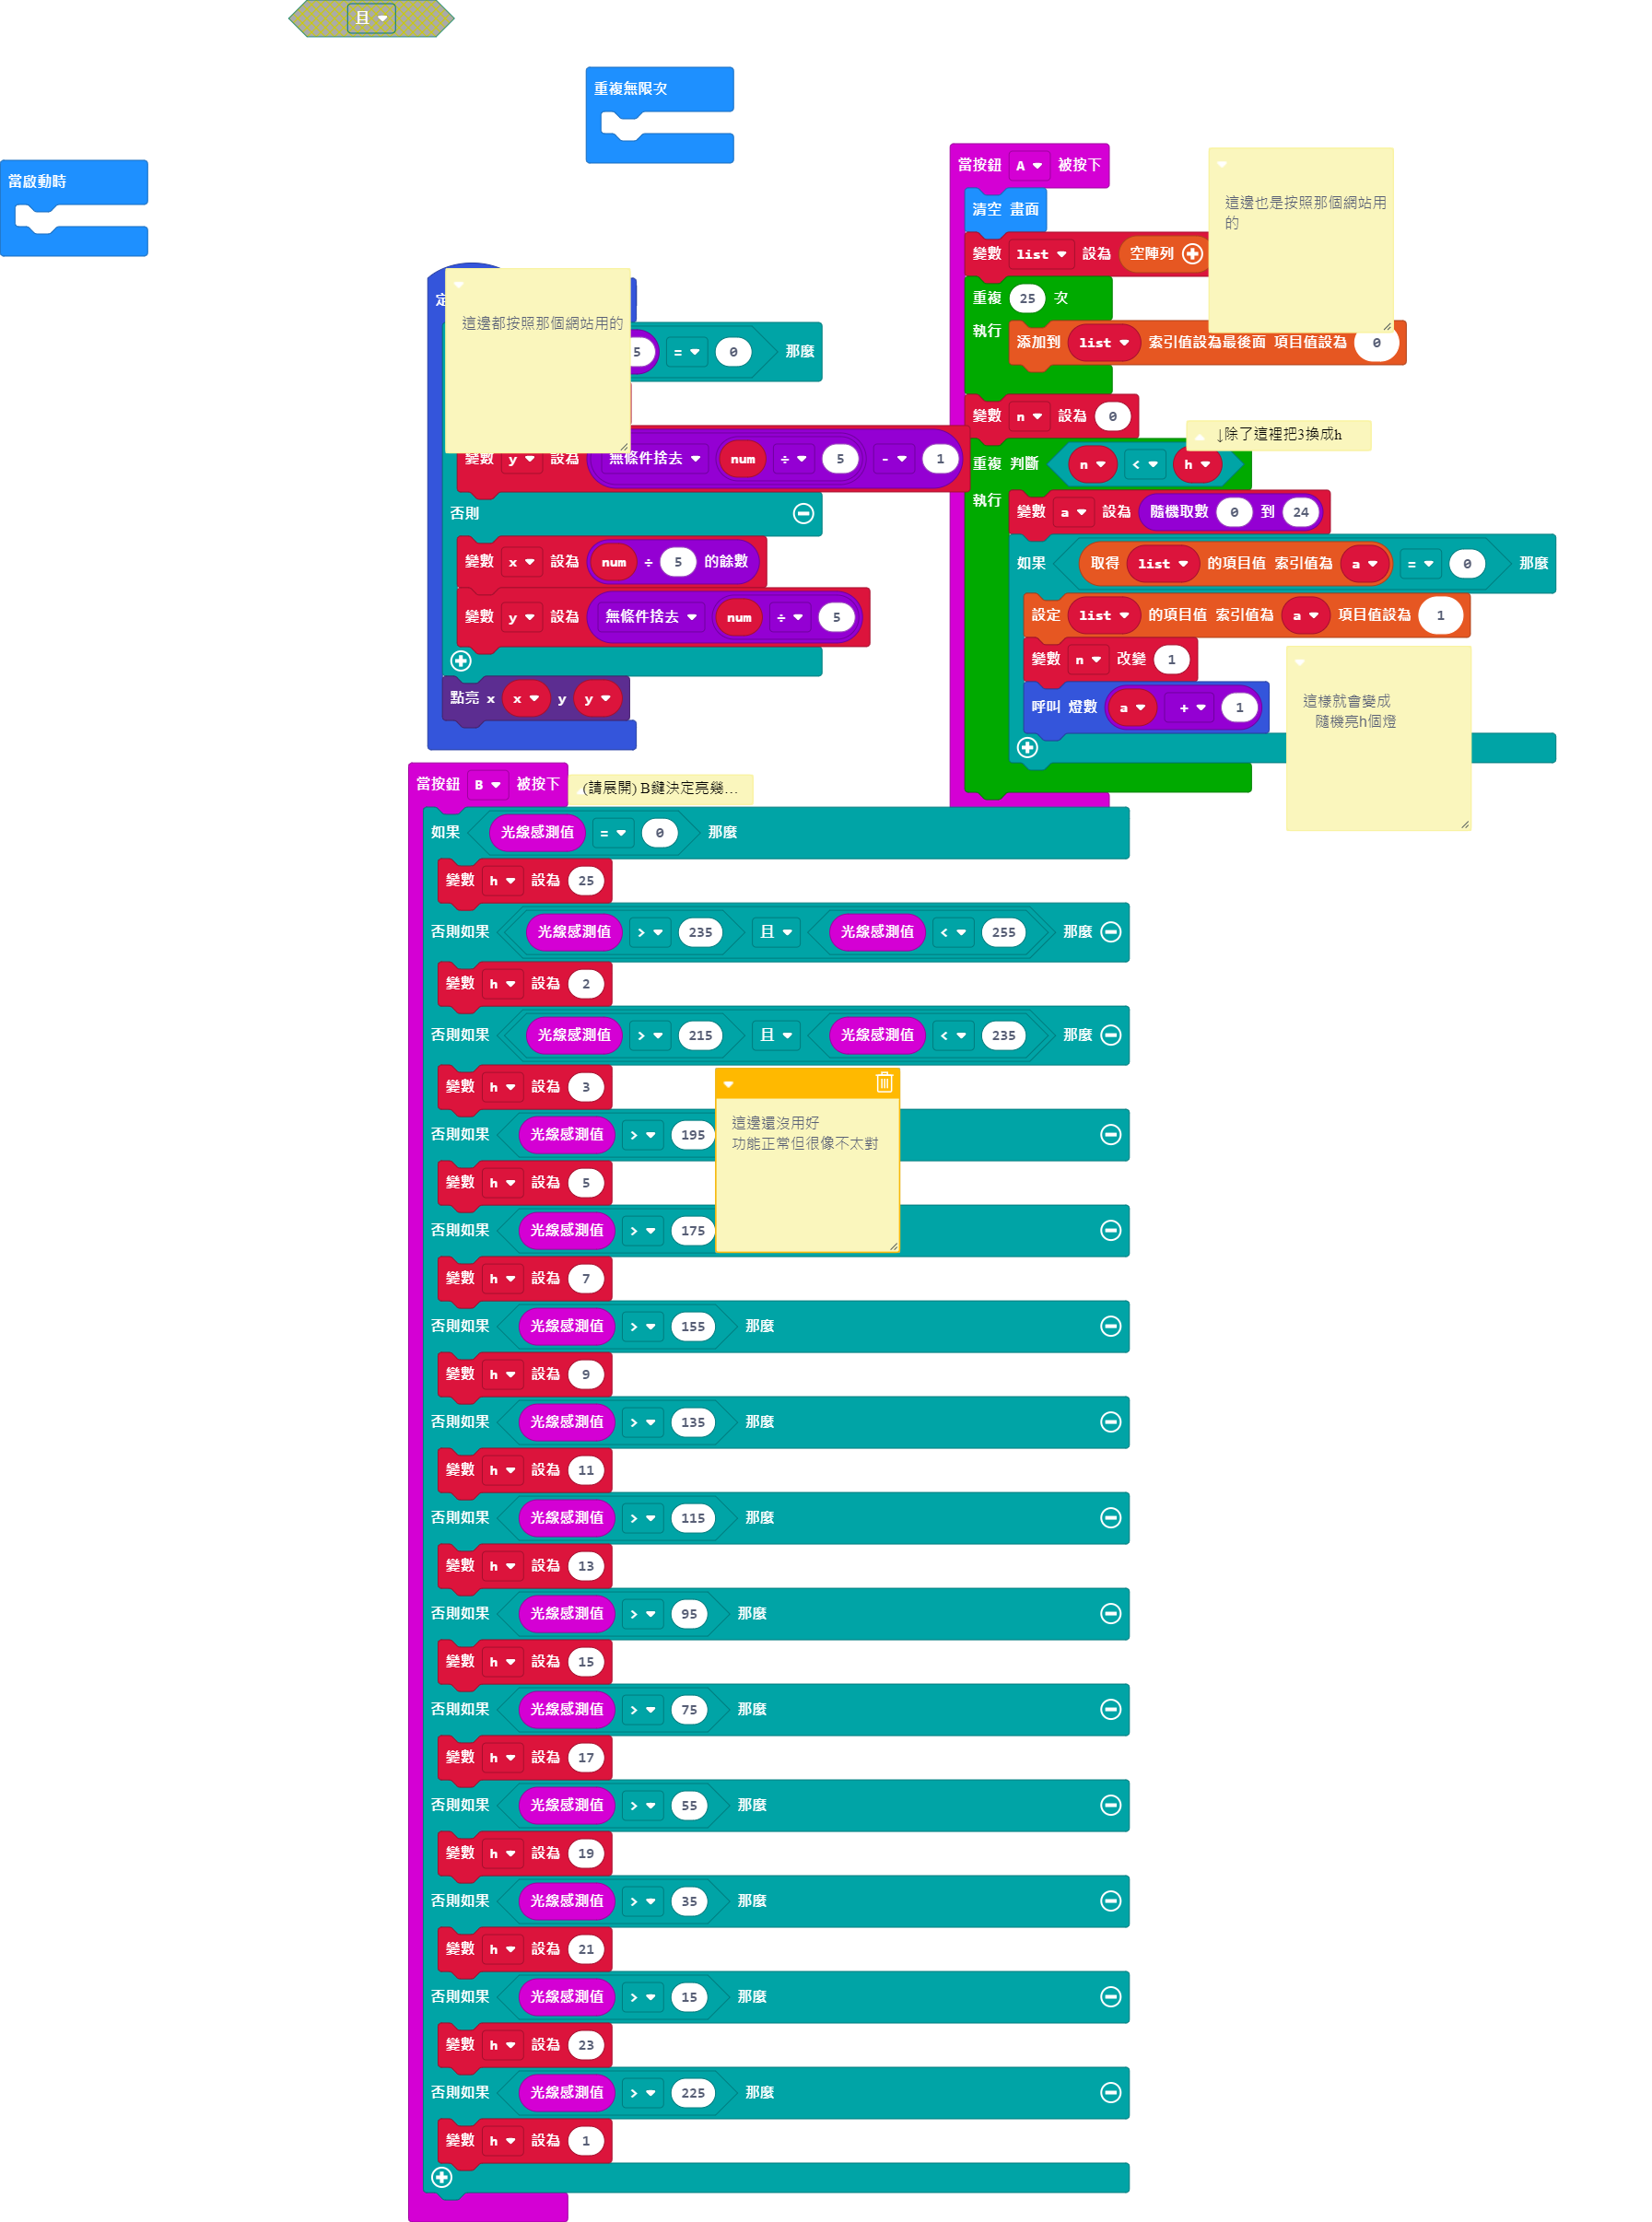 且
重複無限次
當啟動時
當按鈕 A 被按下
清空 畫面
變數 list 設為 空陣列
重複 25 次
執行 添加到 list 索引值設為最後面 項目值設為 0
變數 n 設為 0
重複 判斷 n < h
執行 變數 a 設為 隨機取數 0 到 24
如果 取得 list 的項目值 索引值為 a = 0 那麼
設定 list 的項目值 索引值為 a 項目值設為 1
變數 n 改變 1
呼叫 燈數 a + 1
這邊也是按照那個網站用
的
↓除了這裡把3換成h
這樣就會變成
隨機亮h個燈
這邊都按照那個網站用的
5 = 0 那麼
變數 y 設為 無條件捨去 num ÷ 5 - 1
否則
變數 x 設為 num ÷ 5 的餘數
變數 y 設為 無條件捨去 num ÷ 5
點亮 x x y y
當按鈕 B 被按下
(請展開) B鍵決定亮幾...
如果 光線感測值 = 0 那麼
變數 h 設為 25
否則如果 光線感測值 > 235 且 光線感測值 < 255 那麼
變數 h 設為 2
否則如果 光線感測值 > 215 且 光線感測值 < 235 那麼
變數 h 設為 3
否則如果 光線感測值 > 195
變數 h 設為 5
否則如果 光線感測值 > 175
變數 h 設為 7
這邊還沒用好
功能正常但很像不太對
否則如果 光線感測值 > 155 那麼
變數 h 設為 9
否則如果 光線感測值 > 135 那麼
變數 h 設為 11
否則如果 光線感測值 > 115 那麼
變數 h 設為 13
否則如果 光線感測值 > 95 那麼
變數 h 設為 15
否則如果 光線感測值 > 75 那麼
變數 h 設為 17
否則如果 光線感測值 > 55 那麼
變數 h 設為 19
否則如果 光線感測值 > 35 那麼
變數 h 設為 21
否則如果 光線感測值 > 15 那麼
變數 h 設為 23
否則如果 光線感測值 > 225 那麼
變數 h 設為 1